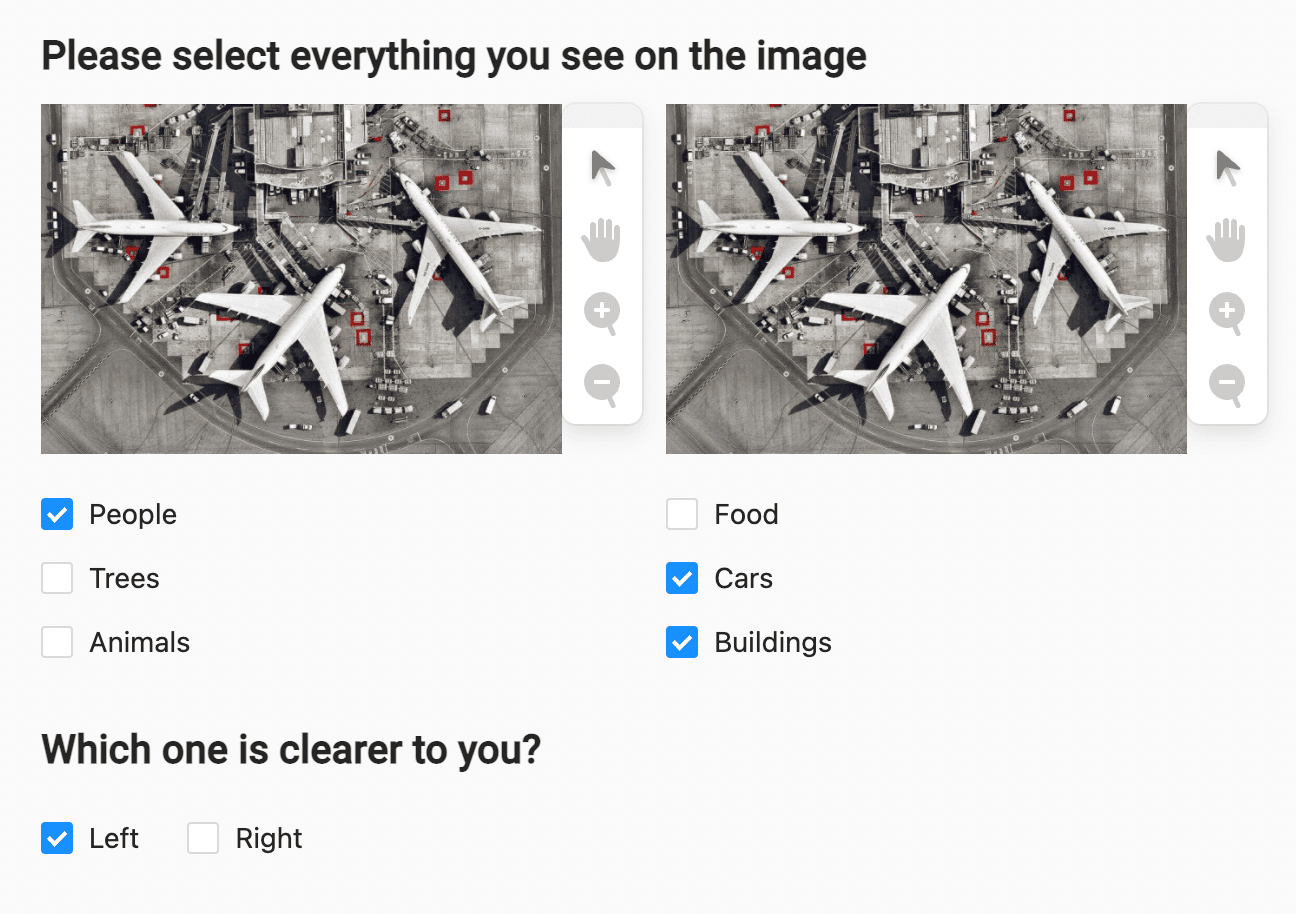 Please select everything you see on the image
People
Food
Trees
Cars
Animals
Buildings
Which one is clearer to you?
Left
Right